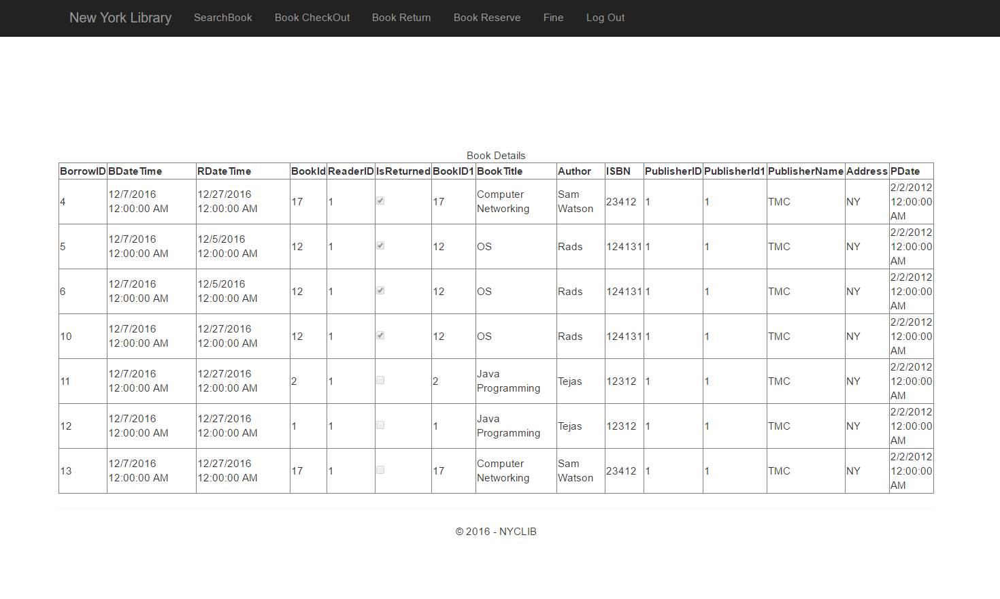 New York Library SearchBook Book CheckOut Book Return Book Reserve Fine Log Out
Book Details
BorrowID BDateTime RDateTime BookId ReaderID IsReturned BookID1 BookTitle Author ISBN PublisherID PublisherId1 PublisherName Address PDate
4 12/7/2016 12:00:00 AM 12/27/2016 12:00:00 AM 17 1 17 Computer Networking Sam Watson 23412 1 1 TMC NY 2/2/2012 12:00:00 AM
5 12/7/2016 12:00:00 AM 12/5/2016 12:00:00 AM 12 1 12 OS Rads 124131 1 1 TMC NY 2/2/2012 12:00:00 AM
6 12/7/2016 12:00:00 AM 12/5/2016 12:00:00 AM 12 1 12 OS Rads 124131 1 1 TMC NY 2/2/2012 12:00:00 AM
10 12/7/2016 12:00:00 AM 12/27/2016 12:00:00 AM 12 1 12 OS Rads 124131 1 1 TMC NY 2/2/2012 12:00:00 AM
11 12/7/2016 12:00:00 AM 12/27/2016 12:00:00 AM 2 1 2 Java Programming Tejas 12312 1 1 TMC NY 2/2/2012 12:00:00 AM
12 12/7/2016 12:00:00 AM 12/27/2016 12:00:00 AM 1 1 1 Java Programming Tejas 12312 1 1 TMC NY 2/2/2012 12:00:00 AM
13 12/7/2016 12:00:00 AM 12/27/2016 12:00:00 AM 17 1 17 Computer Networking Sam Watson 23412 1 1 TMC NY 2/2/2012 12:00:00 AM
© 2016 - NYCLIB